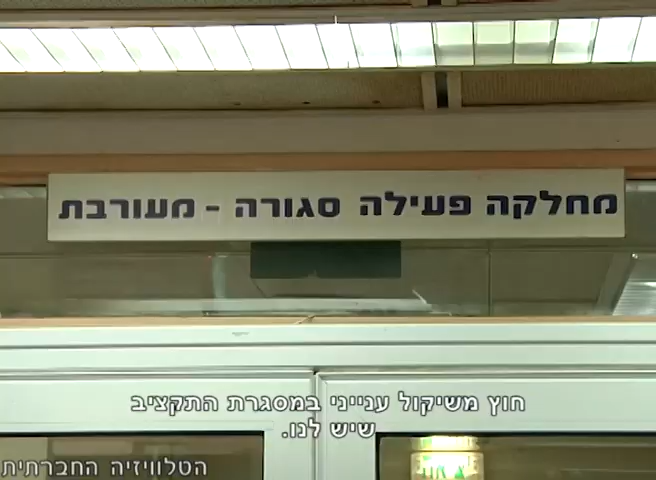 מחלקה פעילה סגורה - מעורבת
חוץ משיקול ענייני במסגרת התקציב
שיש לנו.
הטלוויזיה החברתית